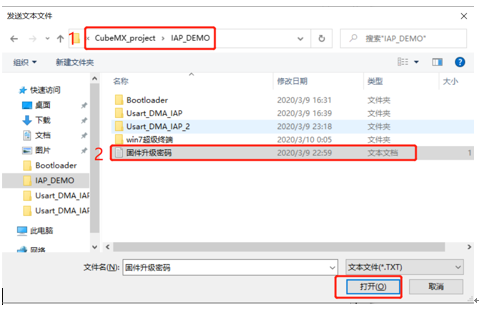 发送文本文件
1 CubeMX_project › IAP_DEMO
搜索"IAP_DEMO"
组织 新建文件夹
名称 修改日期 类型 大小
快速访问
桌面
下载
文档
图片
Bootloader
IAP_DEMO
Usart_DMA_IAP
Usart_DMA_IAP
此电脑
网络
Bootloader 2020/3/9 16:31 文件夹
Usart_DMA_IAP 2020/3/9 16:39 文件夹
Usart_DMA_IAP_2 2020/3/9 23:18 文件夹
win7超级终端 2020/3/10 0:05 文件夹
2 固件升级密码 2020/3/9 22:59 文本文档 1
文件名(N): 固件升级密码 文本文件(*.TXT)
打开(O) 取消